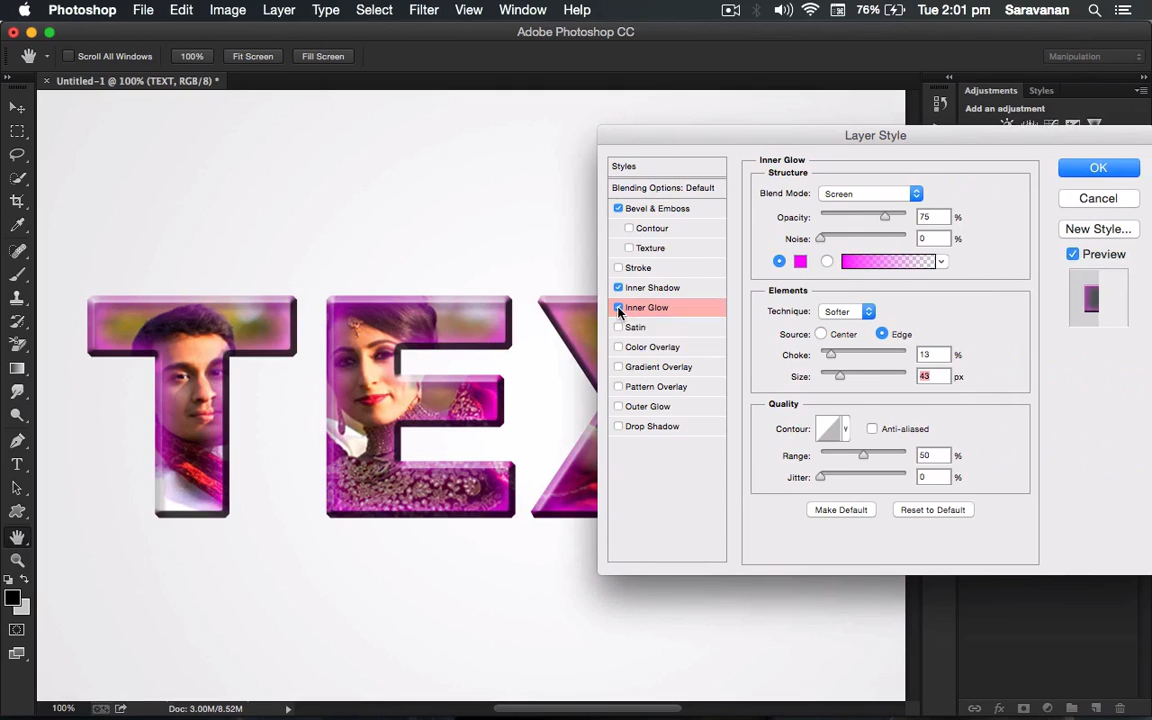 Photoshop File Edit Image Layer Type Select Filter View Window Help 76% Tue 2:01 pm Saravanan
Adobe Photoshop CC
Scroll All Windows 100% Fit Screen Fill Screen Manipulation
× Untitled-1 @ 100% (TEXT, RGB/8) *
Adjustments Styles
Add an adjustment
Layer Style
Styles
Blending Options: Default
Bevel & Emboss
Contour
Texture
Stroke
Inner Shadow
Inner Glow
Satin
Color Overlay
Gradient Overlay
Pattern Overlay
Outer Glow
Drop Shadow
Inner Glow
Structure
Blend Mode: Screen
Opacity: 75 %
Noise: 0 %
Elements
Technique: Softer
Source: Center Edge
Choke: 13 %
Size: 43 px
Quality
Contour: Anti-aliased
Range: 50 %
Jitter: 0 %
Make Default Reset to Default
OK
Cancel
New Style...
Preview
TEX
100% Doc: 3.00M/8.52M